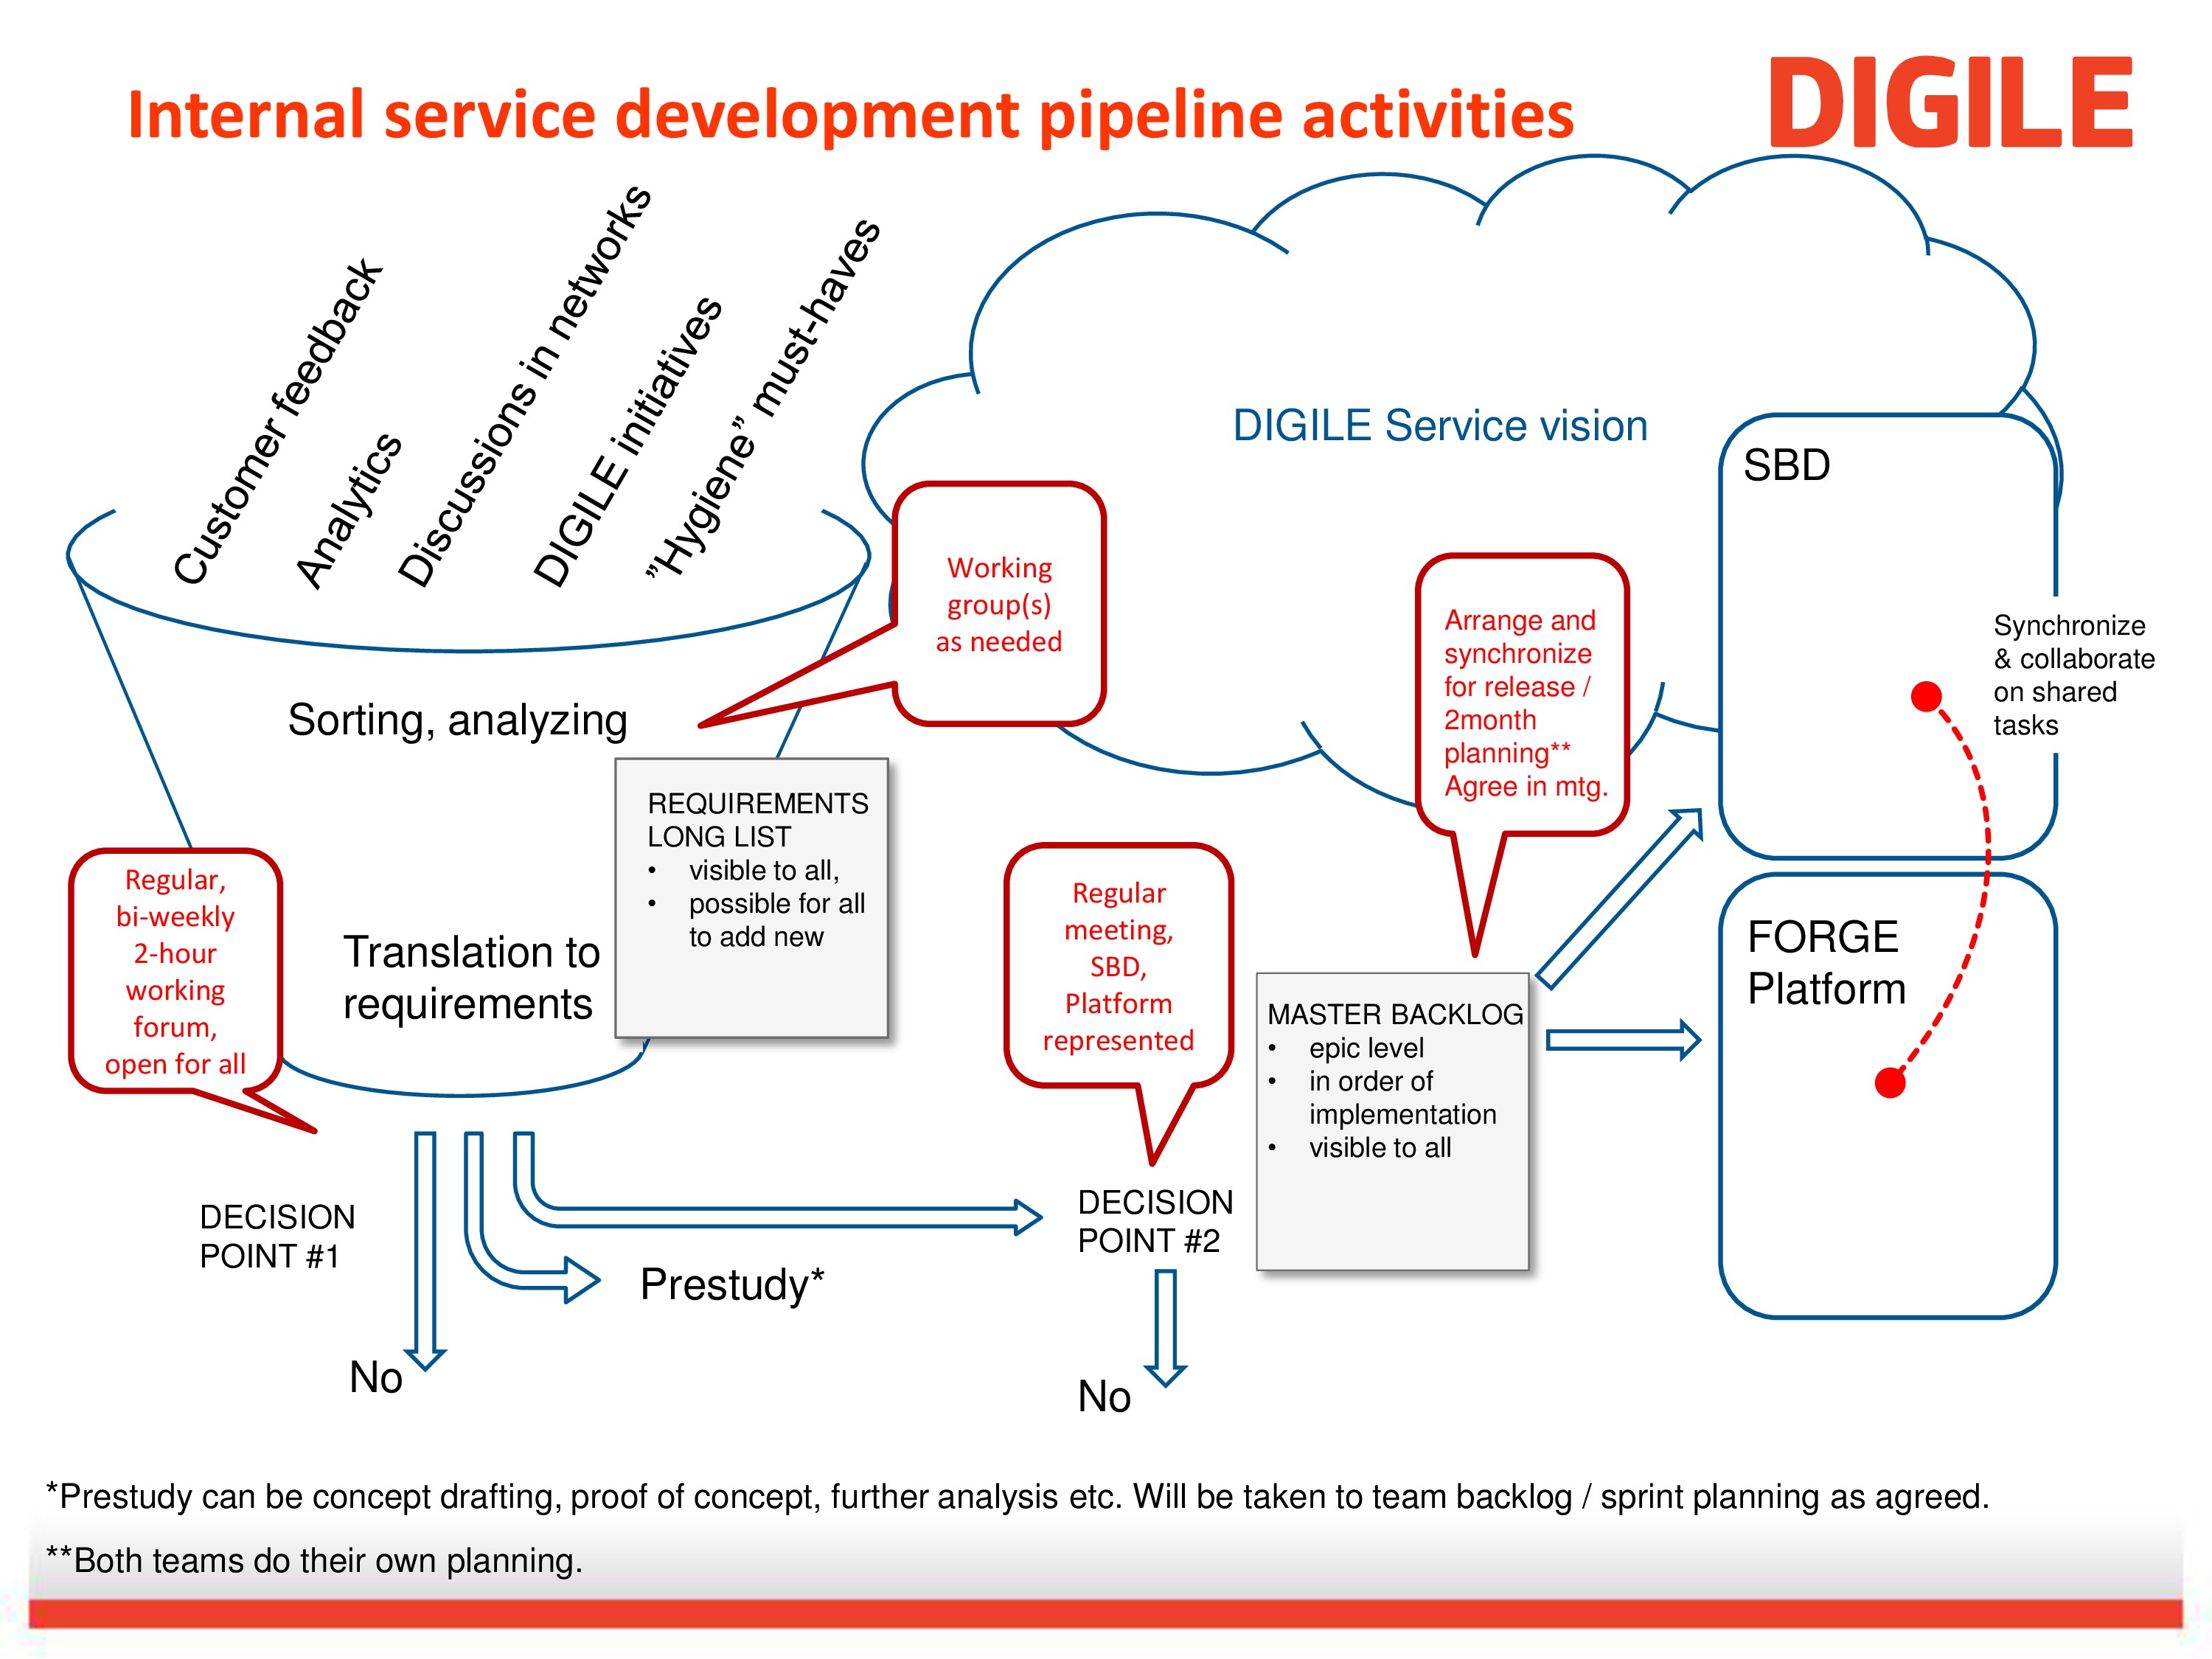 Internal service development pipeline activities
DIGILE
Customer feedback
Analytics
Discussions in networks
DIGILE initiatives
”Hygiene” must-haves
DIGILE Service vision
SBD
Working
group(s)
as needed
Arrange and
synchronize
for release /
2month
planning**
Agree in mtg.
Synchronize
& collaborate
on shared
tasks
Sorting, analyzing
REQUIREMENTS
LONG LIST
• visible to all,
• possible for all
to add new
Regular,
bi-weekly
2-hour
working
forum,
open for all
Translation to
requirements
Regular
meeting,
SBD,
Platform
represented
FORGE
Platform
MASTER BACKLOG
• epic level
• in order of
implementation
• visible to all
DECISION
POINT #1
DECISION
POINT #2
Prestudy*
No
No
*Prestudy can be concept drafting, proof of concept, further analysis etc. Will be taken to team backlog / sprint planning as agreed.
**Both teams do their own planning.